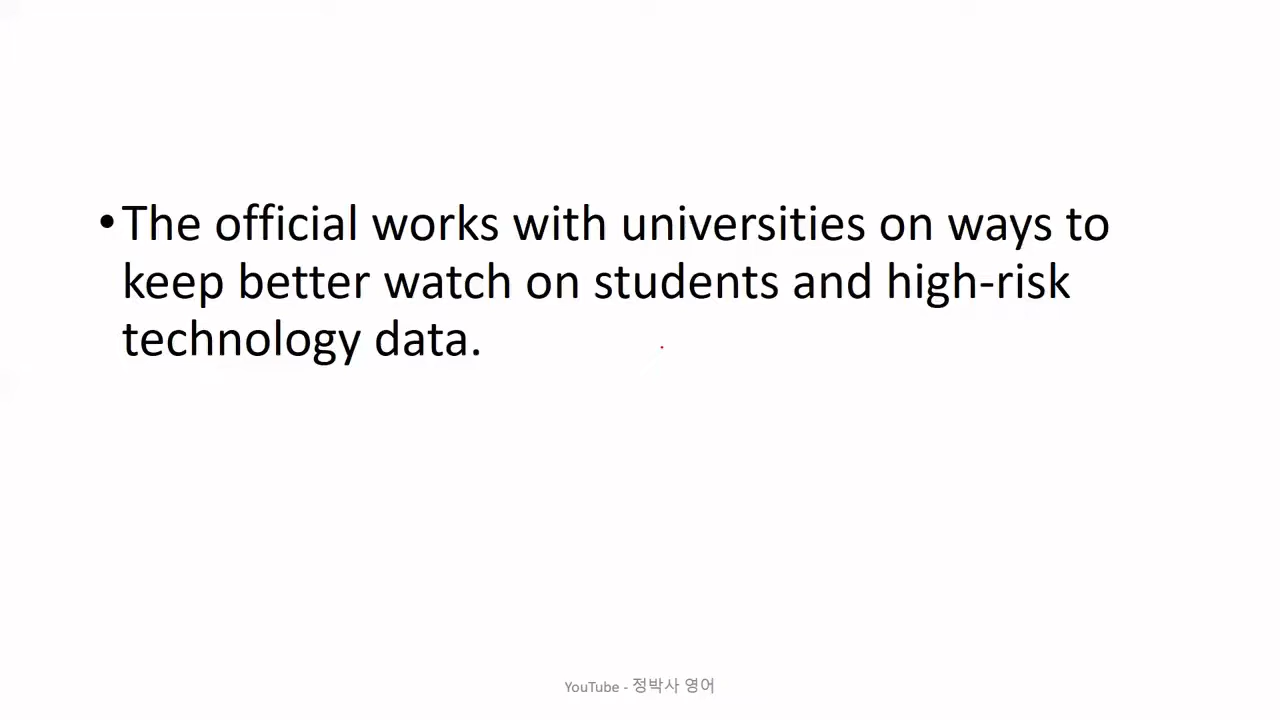 •The official works with universities on ways to
keep better watch on students and high-risk
technology data.
YouTube - 정박사 영어